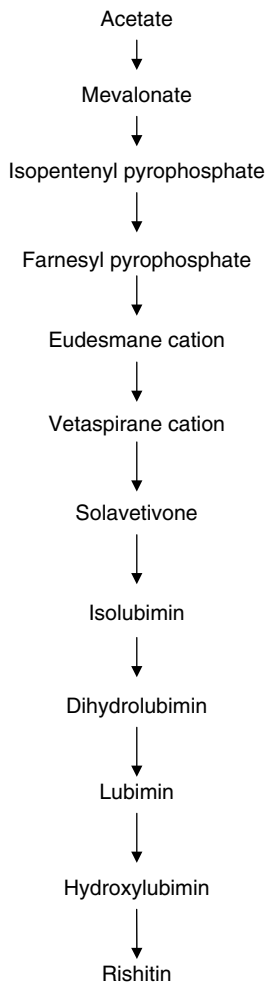 Acetate
Mevalonate
Isopentenyl pyrophosphate
Farnesyl pyrophosphate
Eudesmane cation
Vetaspirane cation
Solavetivone
Isolubimin
Dihydrolubimin
Lubimin
Hydroxylubimin
Rishitin